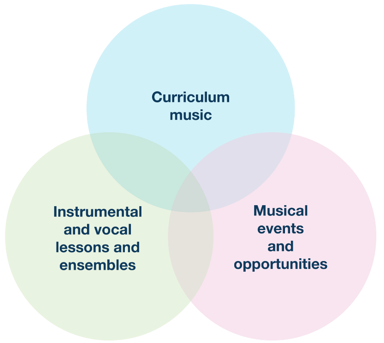 Curriculum
music
Instrumental
and vocal
lessons and
ensembles
Musical
events
and
opportunities